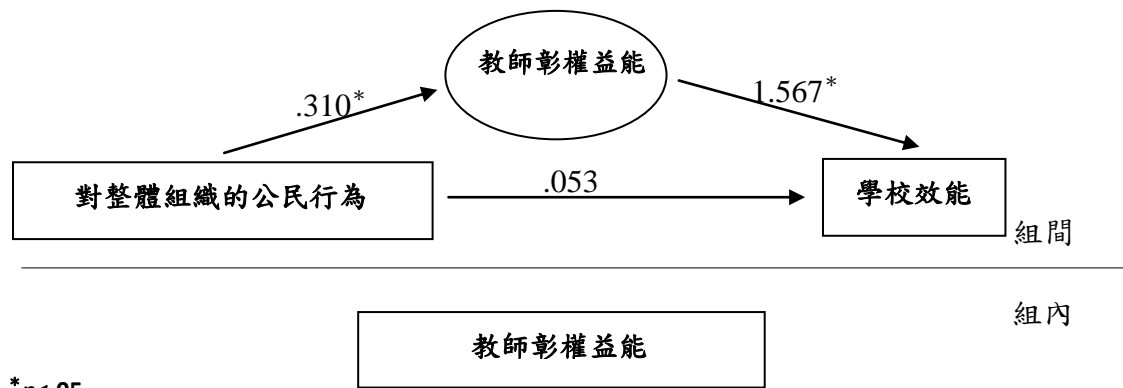 教師彰權益能
.310*
1.567*
對整體組織的公民行為
.053
學校效能
組間
組內
教師彰權益能